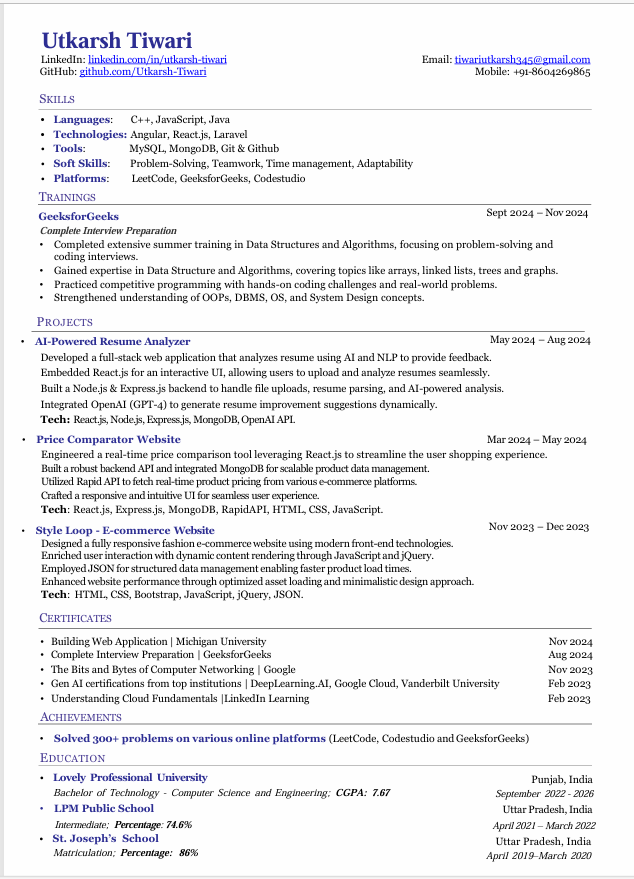 Utkarsh Tiwari
LinkedIn: linkedin.com/in/utkarsh-tiwari Email: tiwariutkarsh345@gmail.com
GitHub: github.com/Utkarsh-Tiwari Mobile: +91-8604269865
SKILLS
• Languages: C++, JavaScript, Java
• Technologies: Angular, React.js, Laravel
• Tools: MySQL, MongoDB, Git & Github
• Soft Skills: Problem-Solving, Teamwork, Time management, Adaptability
• Platforms: LeetCode, GeeksforGeeks, Codestudio
TRAININGS
GeeksforGeeks Sept 2024 – Nov 2024
Complete Interview Preparation
• Completed extensive summer training in Data Structures and Algorithms, focusing on problem-solving and
coding interviews.
• Gained expertise in Data Structure and Algorithms, covering topics like arrays, linked lists, trees and graphs.
• Practiced competitive programming with hands-on coding challenges and real-world problems.
• Strengthened understanding of OOPs, DBMS, OS, and System Design concepts.
PROJECTS
• AI-Powered Resume Analyzer May 2024 – Aug 2024
Developed a full-stack web application that analyzes resume using AI and NLP to provide feedback.
Embedded React.js for an interactive UI, allowing users to upload and analyze resumes seamlessly.
Built a Node.js & Express.js backend to handle file uploads, resume parsing, and AI-powered analysis.
Integrated OpenAI (GPT-4) to generate resume improvement suggestions dynamically.
Tech: React.js, Node.js, Express.js, MongoDB, OpenAI API.
• Price Comparator Website Mar 2024 – May 2024
Engineered a real-time price comparison tool leveraging React.js to streamline the user shopping experience.
Built a robust backend API and integrated MongoDB for scalable product data management.
Utilized Rapid API to fetch real-time product pricing from various e-commerce platforms.
Crafted a responsive and intuitive UI for seamless user experience.
Tech: React.js, Express.js, MongoDB, RapidAPI, HTML, CSS, JavaScript.
• Style Loop - E-commerce Website Nov 2023 – Dec 2023
Designed a fully responsive fashion e-commerce website using modern front-end technologies.
Enriched user interaction with dynamic content rendering through JavaScript and jQuery.
Employed JSON for structured data management enabling faster product load times.
Enhanced website performance through optimized asset loading and minimalistic design approach.
Tech: HTML, CSS, Bootstrap, JavaScript, jQuery, JSON.
CERTIFICATES
• Building Web Application | Michigan University Nov 2024
• Complete Interview Preparation | GeeksforGeeks Aug 2024
• The Bits and Bytes of Computer Networking | Google Nov 2023
• Gen AI certifications from top institutions | DeepLearning.AI, Google Cloud, Vanderbilt University Feb 2023
• Understanding Cloud Fundamentals |LinkedIn Learning Feb 2023
ACHIEVEMENTS
• Solved 300+ problems on various online platforms (LeetCode, Codestudio and GeeksforGeeks)
EDUCATION
• Lovely Professional University Punjab, India
Bachelor of Technology - Computer Science and Engineering; CGPA: 7.67 September 2022 - 2026
• LPM Public School Uttar Pradesh, India
Intermediate; Percentage: 74.6% April 2021 – March 2022
• St. Joseph's School Uttar Pradesh, India
Matriculation; Percentage: 86% April 2019–March 2020